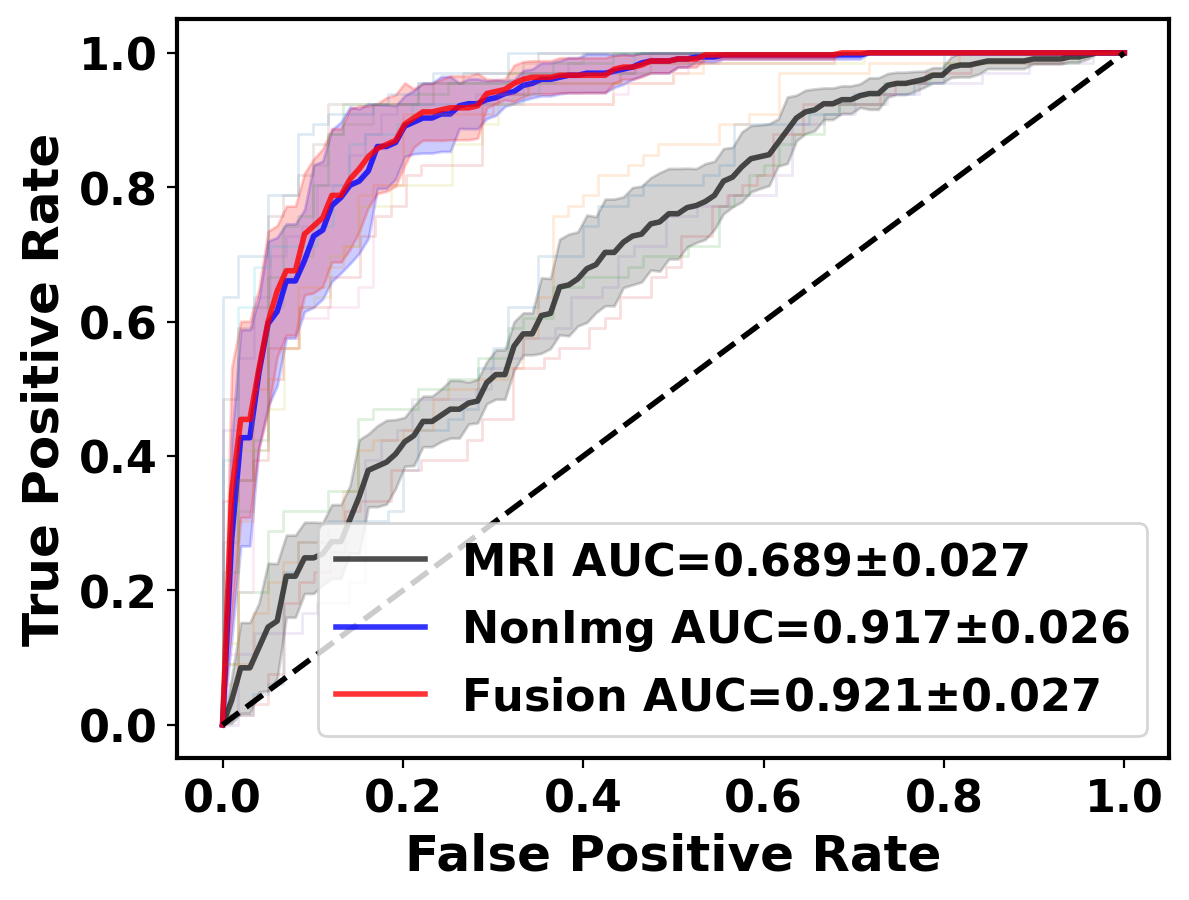 1.0
0.8
0.6
0.4
0.2
0.0
True Positive Rate
MRI AUC=0.689±0.027
NonImg AUC=0.917±0.026
Fusion AUC=0.921±0.027
0.0 0.2 0.4 0.6 0.8 1.0
False Positive Rate